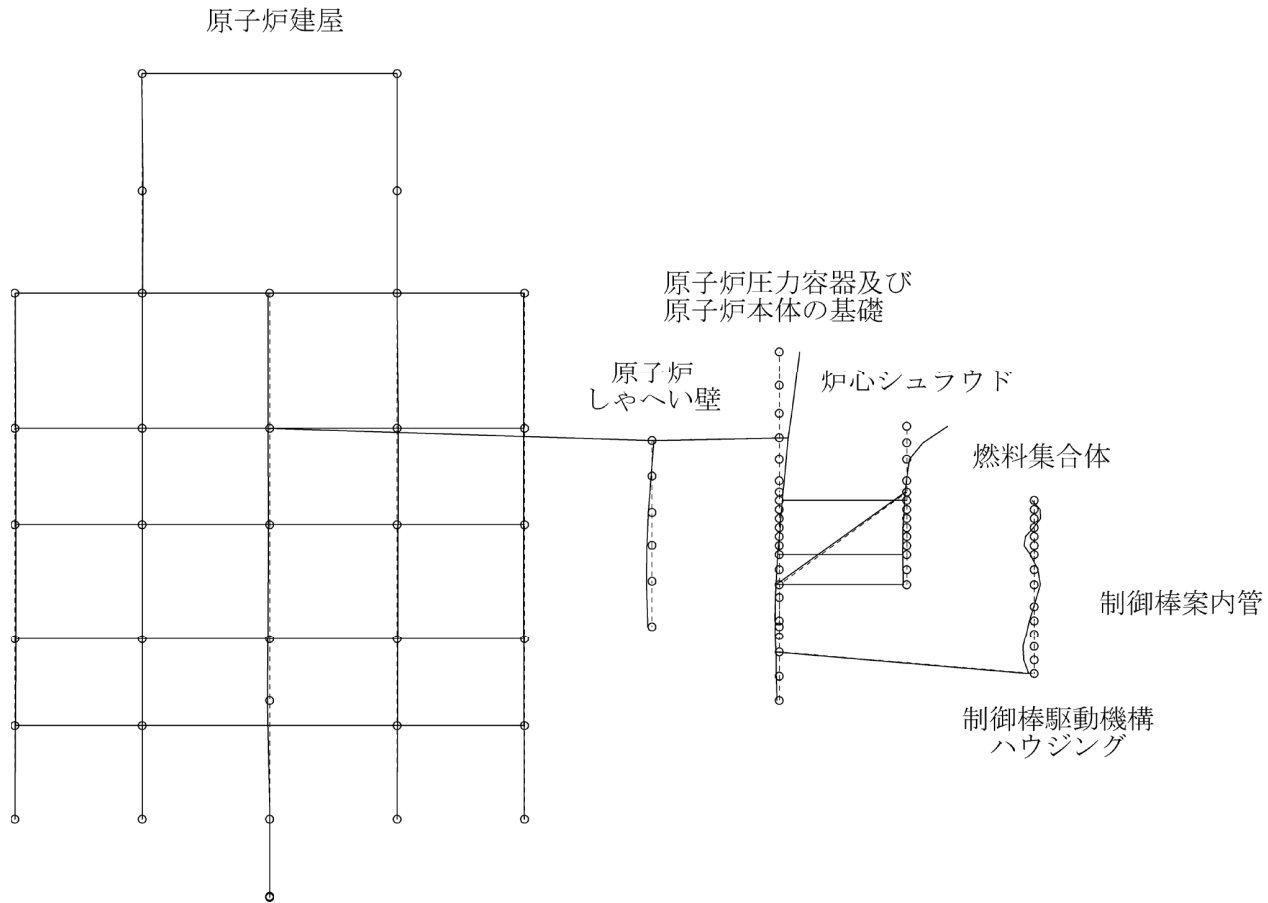 原子炉建屋
原子炉圧力容器及び
原子炉本体の基礎
原子炉
しゃへい壁
炉心シュラウド
燃料集合体
制御棒案内管
制御棒駆動機構
ハウジング